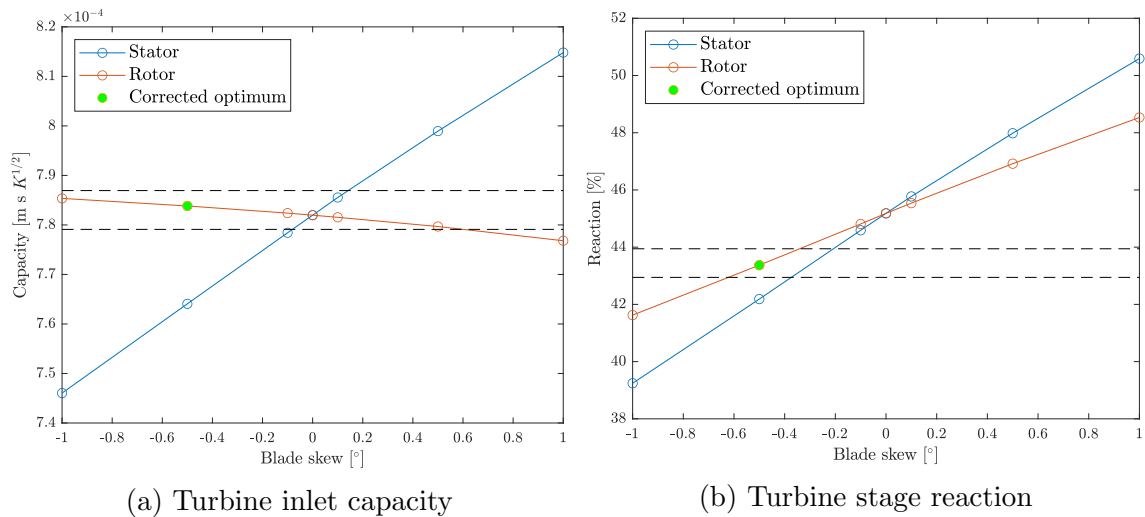 ×10⁻⁴
8.2
8.1
8
7.9
7.8
7.7
7.6
7.5
7.4
Capacity [m s K^{-1/2}]
Stator
Rotor
Corrected optimum
-1 -0.8 -0.6 -0.4 -0.2 0 0.2 0.4 0.6 0.8 1
Blade skew [°]
(a) Turbine inlet capacity
52
50
48
46
44
42
40
38
Reaction [%]
Stator
Rotor
Corrected optimum
-1 -0.8 -0.6 -0.4 -0.2 0 0.2 0.4 0.6 0.8 1
Blade skew [°]
(b) Turbine stage reaction